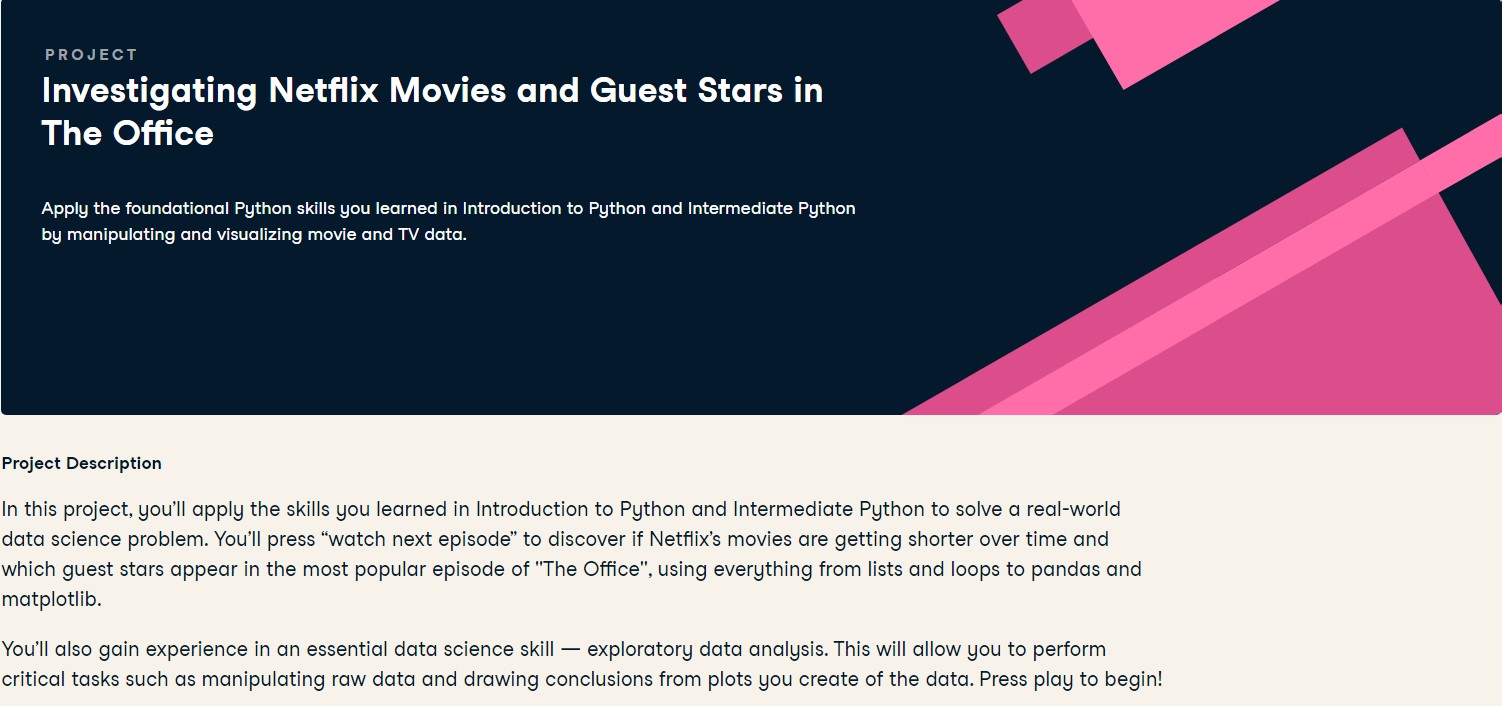 PROJECT
Investigating Netflix Movies and Guest Stars in
The Office
Apply the foundational Python skills you learned in Introduction to Python and Intermediate Python
by manipulating and visualizing movie and TV data.
Project Description
In this project, you’ll apply the skills you learned in Introduction to Python and Intermediate Python to solve a real-world
data science problem. You’ll press “watch next episode” to discover if Netflix’s movies are getting shorter over time and
which guest stars appear in the most popular episode of "The Office", using everything from lists and loops to pandas and
matplotlib.
You’ll also gain experience in an essential data science skill — exploratory data analysis. This will allow you to perform
critical tasks such as manipulating raw data and drawing conclusions from plots you create of the data. Press play to begin!